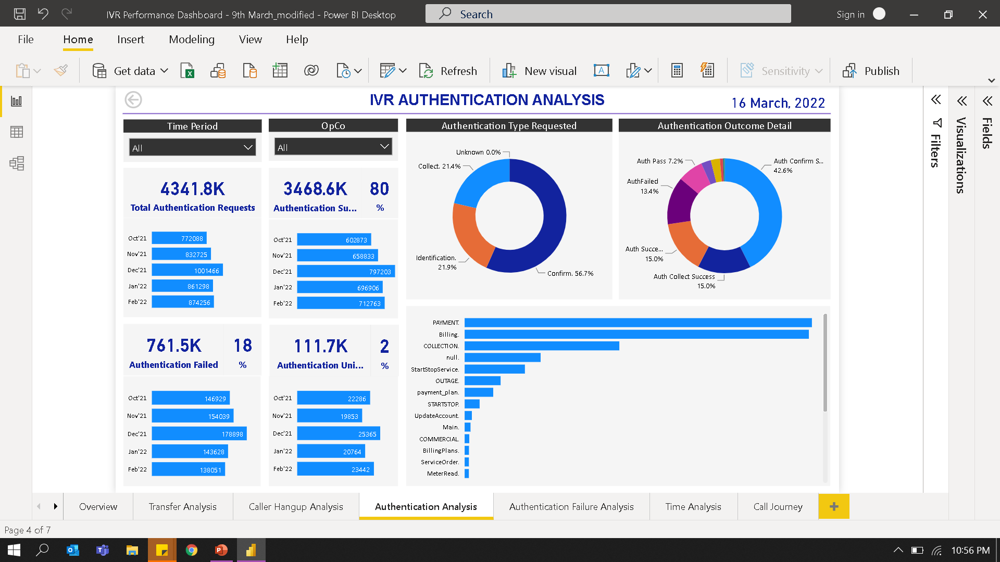 IVR Performance Dashboard - 9th March_modified - Power BI Desktop
Search
Sign in
File
Home
Insert
Modeling
View
Help
Get data
Refresh
New visual
Sensitivity
Publish
IVR AUTHENTICATION ANALYSIS
16 March, 2022
Time Period
All
OpCo
All
4341.8K
Total Authentication Requests
3468.6K
Authentication Su...
80
%
Oct'21 772088
Nov'21 832725
Dec'21 1001466
Jan'22 861298
Feb'22 874256
Oct'21 602873
Nov'21 658833
Dec'21 797203
Jan'22 696906
Feb'22 712763
761.5K
Authentication Failed
18
%
111.7K
Authentication Uni...
2
%
Oct'21 146929
Nov'21 154039
Dec'21 178898
Jan'22 143628
Feb'22 138051
Oct'21 22286
Nov'21 19853
Dec'21 25365
Jan'22 20764
Feb'22 23442
Authentication Type Requested
Unknown 0.0%
Collect. 21.4%
Identification.
21.9%
Confirm. 56.7%
Authentication Outcome Detail
Auth Pass 7.2%
Auth Confirm S...
42.6%
AuthFailed
13.4%
Auth Succe...
15.0%
Auth Collect Success
15.0%
PAYMENT.
Billing.
COLLECTION.
null.
StartStopService.
OUTAGE.
payment_plan.
STARTSTOP.
UpdateAccount.
Main.
COMMERCIAL.
BillingPlans.
ServiceOrder.
MeterRead.
Filters
Visualizations
Fields
Overview
Transfer Analysis
Caller Hangup Analysis
Authentication Analysis
Authentication Failure Analysis
Time Analysis
Call Journey
Page 4 of 7
10:56 PM